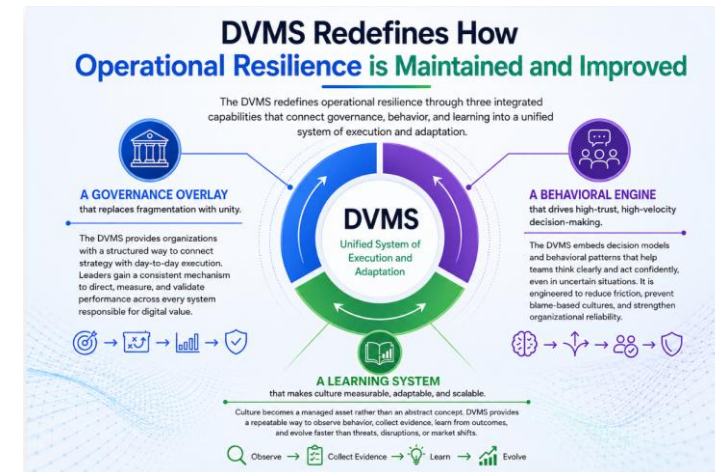 DVMS Redefines How
Operational Resilience is Maintained and Improved
The DVMS redefines operational resilience through three integrated
capabilities that connect governance, behavior, and learning into a unified
system of execution and adaptation.
A GOVERNANCE OVERLAY
that replaces fragmentation with unity.
The DVMS provides organizations
with a structured way to connect
strategy with day-to-day execution.
Leaders gain a consistent mechanism
to direct, measure, and validate
performance across every system
responsible for digital value.
DVMS
Unified System of
Execution and
Adaptation
A BEHAVIORAL ENGINE
that drives high-trust, high-velocity
decision-making.
The DVMS embeds decision models
and behavioral patterns that help
teams think clearly and act confidently,
even in uncertain situations. It is
engineered to reduce friction, prevent
blame-based cultures, and strengthen
organizational reliability.
A LEARNING SYSTEM
that makes culture measurable, adaptable, and scalable.
Culture becomes a managed asset rather than an abstract concept. DVMS provides
a repeatable way to observe behavior, collect evidence, learn from outcomes,
and evolve faster than threats, disruptions, or market shifts.
Observe → Collect Evidence → Learn → Evolve